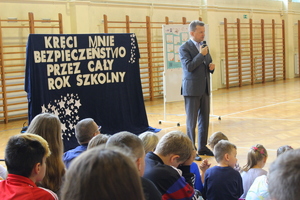 KRĘCI MNIE
BEZPIECZEŃSTWO
PRZEZ CAŁY
ROK SZKOLNY